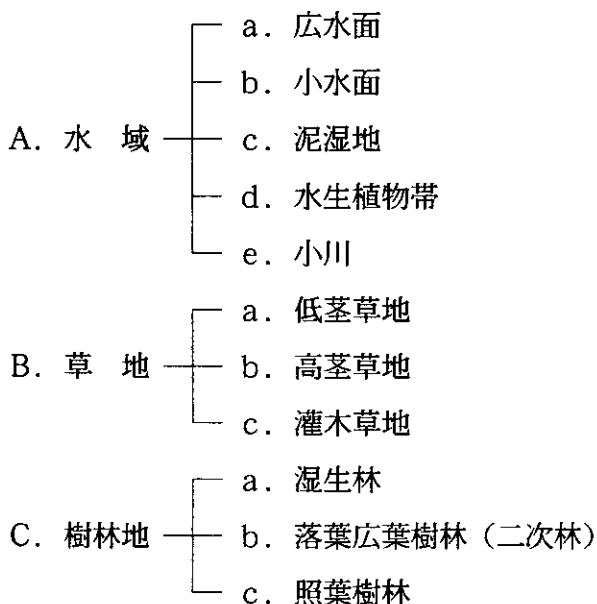 a. 広水面
b. 小水面
A. 水 域 c. 泥湿地
d. 水生植物帯
e. 小川
a. 低茎草地
B. 草 地 b. 高茎草地
c. 灌木草地
a. 湿生林
C. 樹林地 b. 落葉広葉樹林（二次林）
c. 照葉樹林